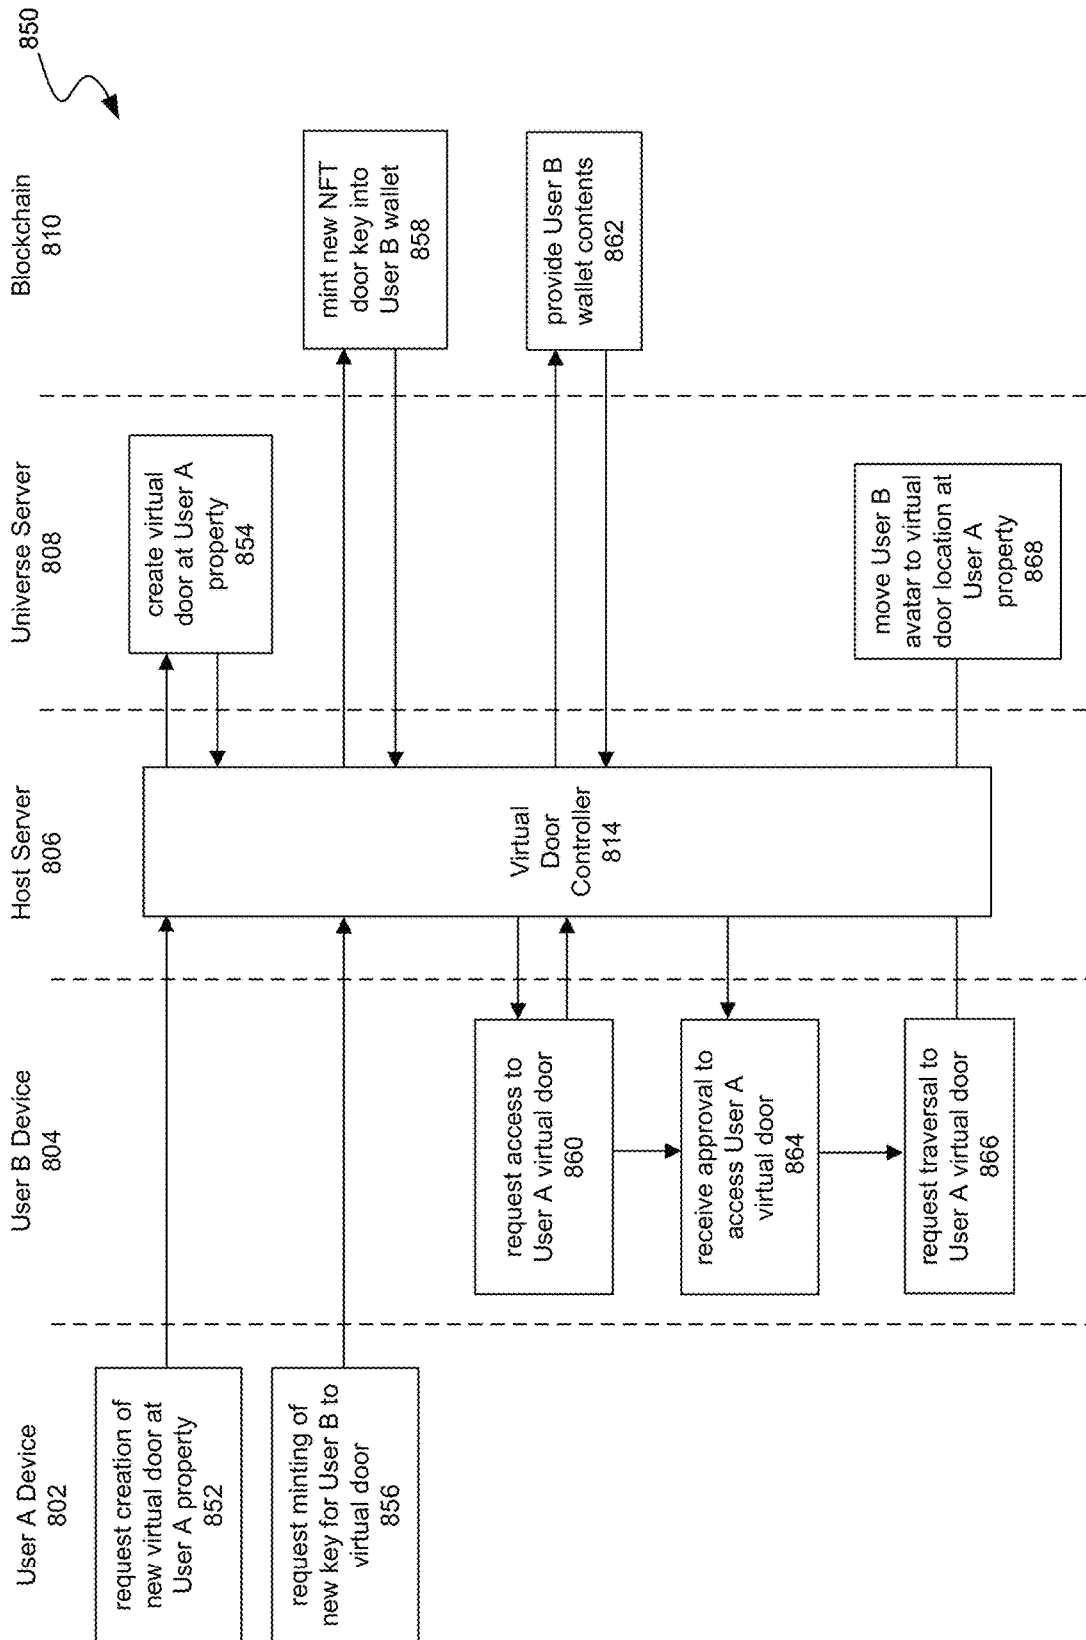 850
User A Device
802
User B Device
804
Host Server
806
Universe Server
808
Blockchain
810
request creation of
new virtual door at
User A property
852
create virtual
door at User A
property
854
request minting of
new key for User B to
virtual door
856
mint new NFT
door key into
User B wallet
858
Virtual
Door
Controller
814
request access to
User A virtual door
860
provide User B
wallet contents
862
receive approval to
access User A
virtual door
864
request traversal to
User A virtual door
866
move User B
avatar to virtual
door location at
User A
property
868